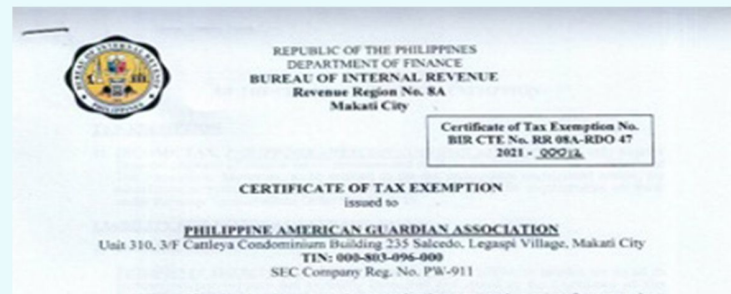 REPUBLIC OF THE PHILIPPINES
DEPARTMENT OF FINANCE
BUREAU OF INTERNAL REVENUE
Revenue Region No. 8A
Makati City
Certificate of Tax Exemption No.
BIR CTE No. RR 08A-RDO 47
2021 - 00012
CERTIFICATE OF TAX EXEMPTION
issued to
PHILIPPINE AMERICAN GUARDIAN ASSOCIATION
Unit 310, 3/F Cattleya Condominium Building 235 Salcedo, Legaspi Village, Makati City
TIN: 000-803-096-000
SEC Company Reg. No. PW-911